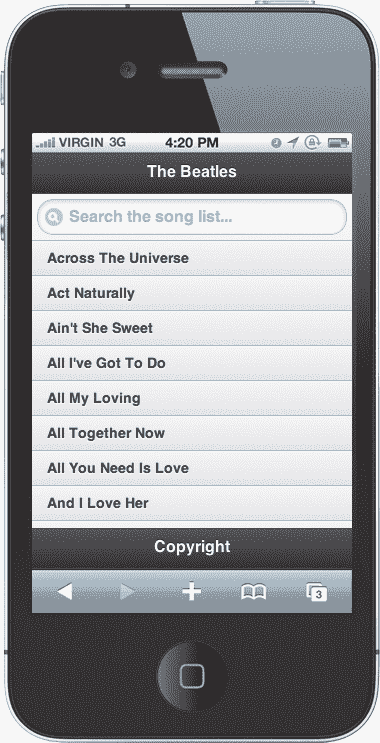 VIRGIN 3G 4:20 PM
The Beatles
Search the song list...
Across The Universe
Act Naturally
Ain't She Sweet
All I've Got To Do
All My Loving
All Together Now
All You Need Is Love
And I Love Her
Copyright
3